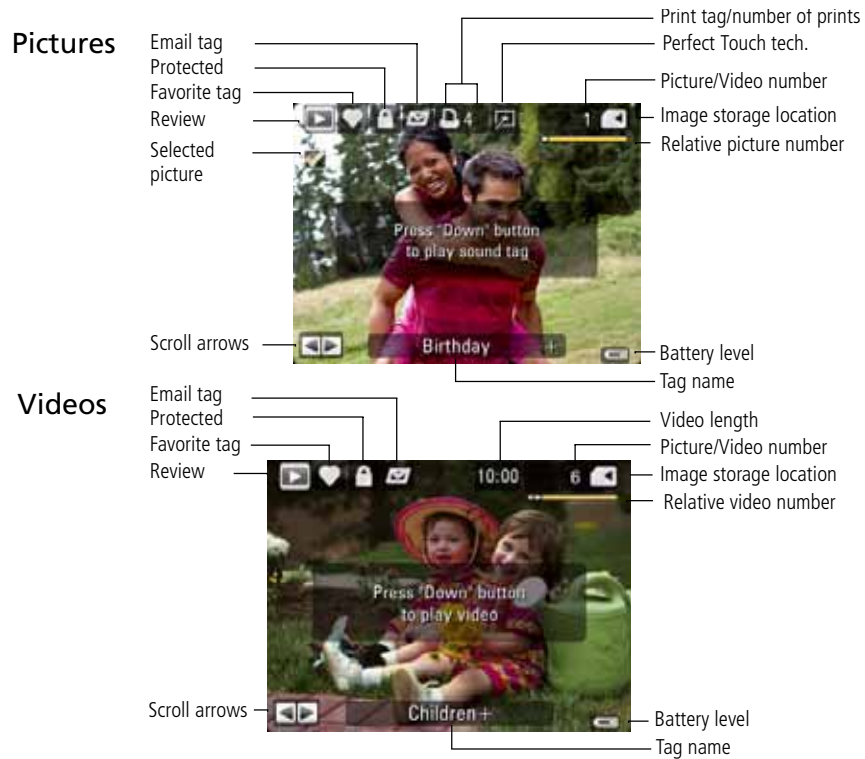 Pictures
Email tag
Protected
Favorite tag
Review
Selected
picture
Print tag/number of prints
Perfect Touch tech.
Picture/Video number
Image storage location
Relative picture number
4
1
Press "Down" button
to play sound tag
Scroll arrows
Birthday +
Battery level
Tag name
Videos
Email tag
Protected
Favorite tag
Review
Video length
Picture/Video number
Image storage location
Relative video number
10:00
6
Press "Down" button
to play video
Scroll arrows
Children+
Battery level
Tag name